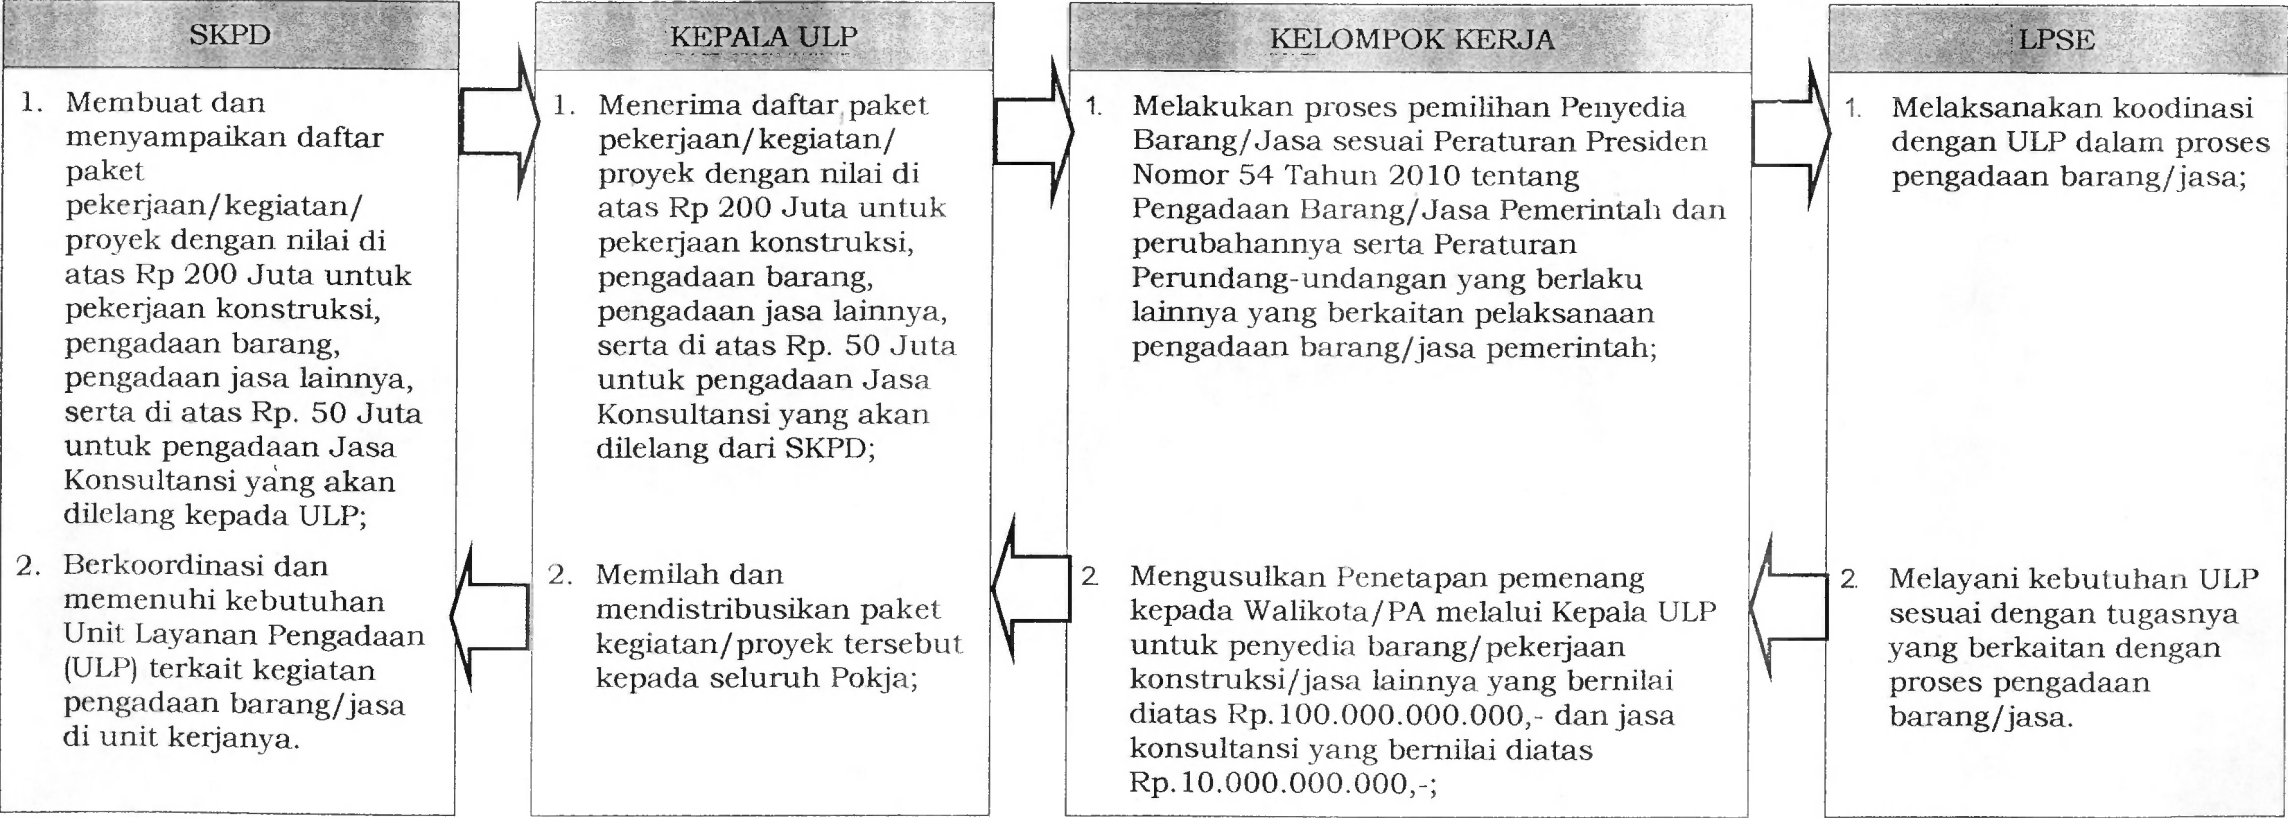 SKPD
1. Membuat dan
menyampaikan daftar
paket
pekerjaan/kegiatan/
proyek dengan nilai di
atas Rp 200 Juta untuk
pekerjaan konstruksi,
pengadaan barang,
pengadaan jasa lainnya,
serta di atas Rp. 50 Juta
untuk pengadaan Jasa
Konsultansi yang akan
dilelang kepada ULP;
2. Berkoordinasi dan
memenuhi kebutuhan
Unit Layanan Pengadaan
(ULP) terkait kegiatan
pengadaan barang/jasa
di unit kerjanya.
KEPALA ULP
1. Menerima daftar paket
pekerjaan/kegiatan/
proyek dengan nilai di
atas Rp 200 Juta untuk
pekerjaan konstruksi,
pengadaan barang,
pengadaan jasa lainnya,
serta di atas Rp. 50 Juta
untuk pengadaan Jasa
Konsultansi yang akan
dilelang dari SKPD;
2. Memilah dan
mendistribusikan paket
kegiatan/proyek tersebut
kepada seluruh Pokja;
KELOMPOK KERJA
1. Melakukan proses pemilihan Penyedia
Barang/Jasa sesuai Peraturan Presiden
Nomor 54 Tahun 2010 tentang
Pengadaan Barang/Jasa Pemerintah dan
perubahannya serta Peraturan
Perundang-undangan yang berlaku
lainnya yang berkaitan pelaksanaan
pengadaan barang/jasa pemerintah;
2. Mengusulkan Penetapan pemenang
kepada Walikota/PA melalui Kepala ULP
untuk penyedia barang/pekerjaan
konstruksi/jasa lainnya yang bernilai
diatas Rp.100.000.000.000,- dan jasa
konsultansi yang bernilai diatas
Rp.10.000.000.000,-;
LPSE
1. Melaksanakan koodinasi
dengan ULP dalam proses
pengadaan barang/jasa;
2. Melayani kebutuhan ULP
sesuai dengan tugasnya
yang berkaitan dengan
proses pengadaan
barang/jasa.